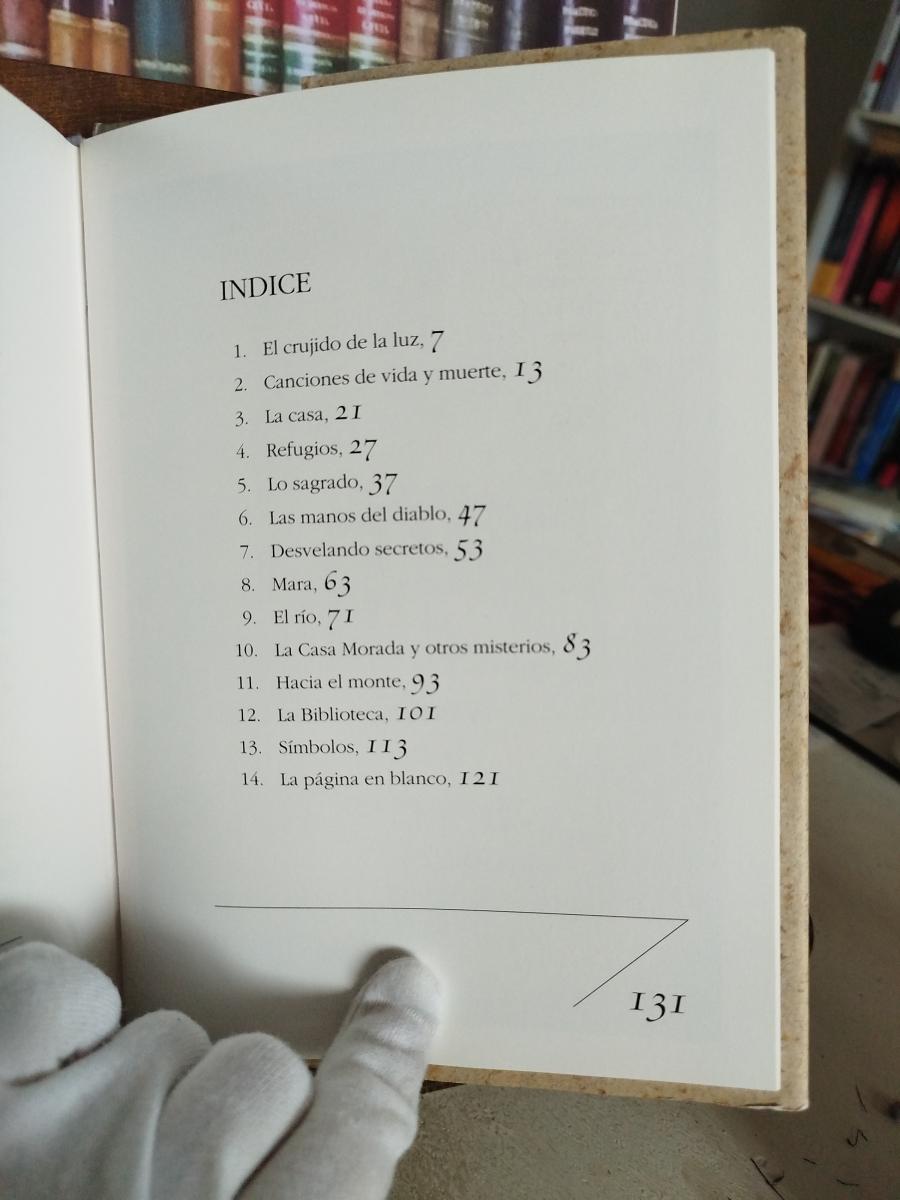 INDICE
1. El crujido de la luz, 7
2. Canciones de vida y muerte, 13
3. La casa, 21
4. Refugios, 27
5. Lo sagrado, 37
6. Las manos del diablo, 47
7. Desvelando secretos, 53
8. Mara, 63
9. El río, 71
10. La Casa Morada y otros misterios, 83
11. Hacia el monte, 93
12. La Biblioteca, 101
13. Símbolos, 113
14. La página en blanco, 121
131